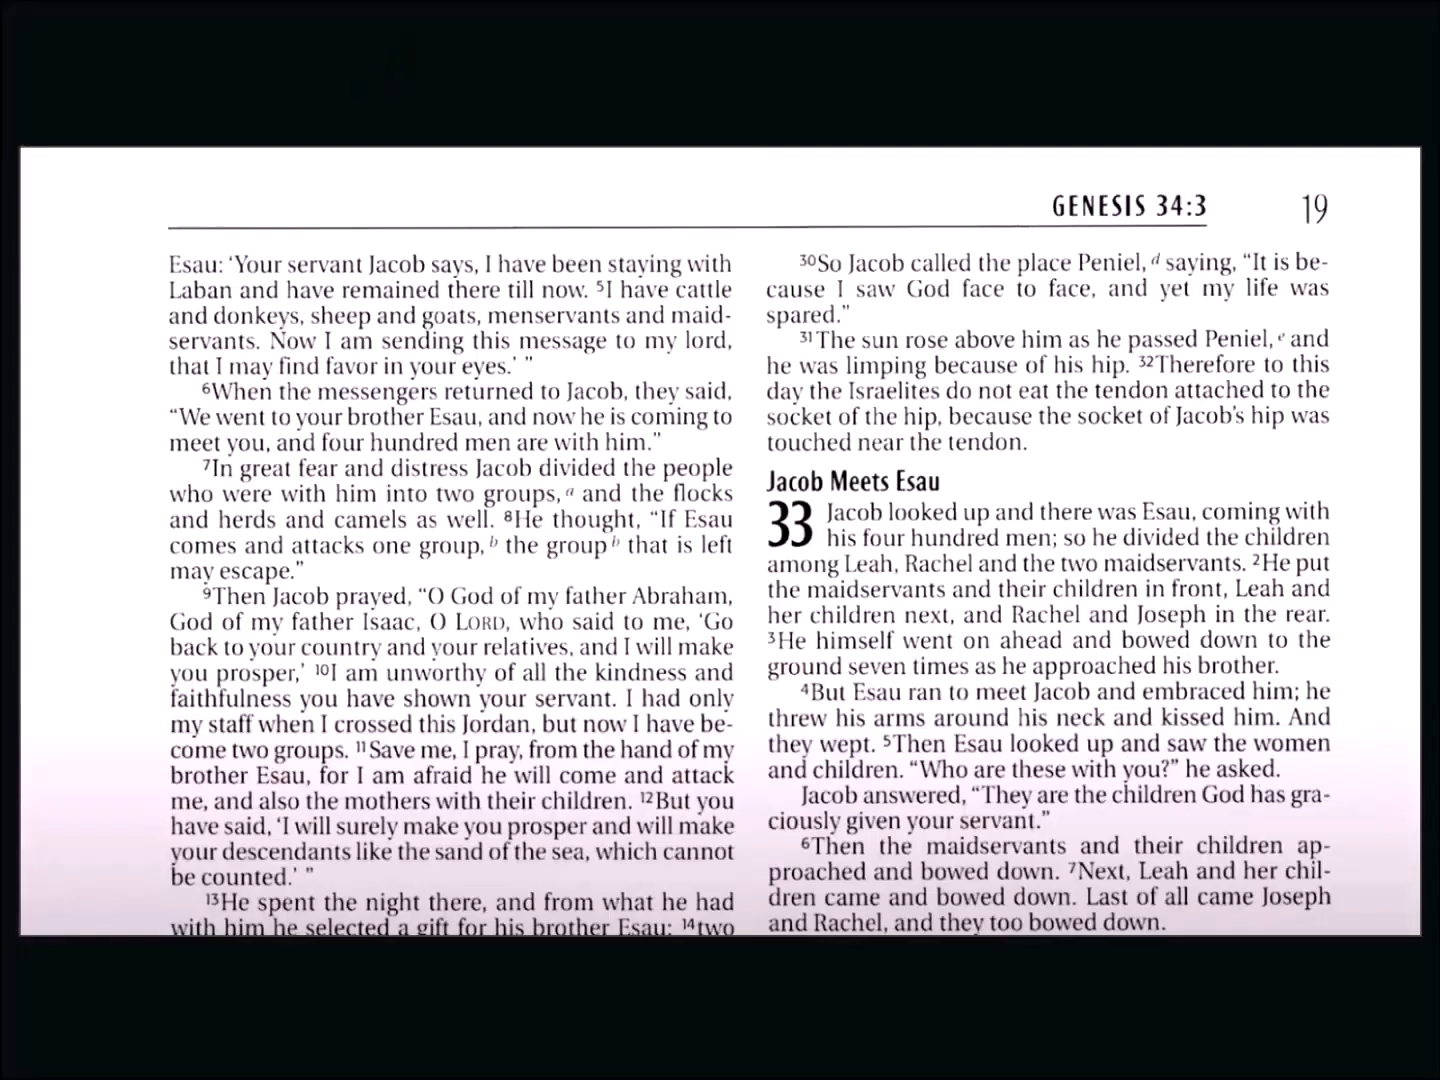 GENESIS 34:3 19
Esau: ‘Your servant Jacob says, I have been staying with
Laban and have remained there till now. ⁵I have cattle
and donkeys, sheep and goats, menservants and maid-
servants. Now I am sending this message to my lord,
that I may find favor in your eyes.’ ”
⁶When the messengers returned to Jacob, they said,
“We went to your brother Esau, and now he is coming to
meet you, and four hundred men are with him.”
⁷In great fear and distress Jacob divided the people
who were with him into two groups, ᵃ and the flocks
and herds and camels as well. ⁸He thought, “If Esau
comes and attacks one group, ᵇ the group ᵇ that is left
may escape.”
⁹Then Jacob prayed, “O God of my father Abraham,
God of my father Isaac, O LORD, who said to me, ‘Go
back to your country and your relatives, and I will make
you prosper,’ ¹⁰I am unworthy of all the kindness and
faithfulness you have shown your servant. I had only
my staff when I crossed this Jordan, but now I have be-
come two groups. ¹¹Save me, I pray, from the hand of my
brother Esau, for I am afraid he will come and attack
me, and also the mothers with their children. ¹²But you
have said, ‘I will surely make you prosper and will make
your descendants like the sand of the sea, which cannot
be counted.’ ”
¹³He spent the night there, and from what he had
with him he selected a gift for his brother Esau: ¹⁴two
³⁰So Jacob called the place Peniel, ᵈ saying, “It is be-
cause I saw God face to face, and yet my life was
spared.”
³¹The sun rose above him as he passed Peniel, ᵉ and
he was limping because of his hip. ³²Therefore to this
day the Israelites do not eat the tendon attached to the
socket of the hip, because the socket of Jacob’s hip was
touched near the tendon.
Jacob Meets Esau
33 Jacob looked up and there was Esau, coming with
his four hundred men; so he divided the children
among Leah, Rachel and the two maidservants. ²He put
the maidservants and their children in front, Leah and
her children next, and Rachel and Joseph in the rear.
³He himself went on ahead and bowed down to the
ground seven times as he approached his brother.
⁴But Esau ran to meet Jacob and embraced him; he
threw his arms around his neck and kissed him. And
they wept. ⁵Then Esau looked up and saw the women
and children. “Who are these with you?” he asked.
Jacob answered, “They are the children God has gra-
ciously given your servant.”
⁶Then the maidservants and their children ap-
proached and bowed down. ⁷Next, Leah and her chil-
dren came and bowed down. Last of all came Joseph
and Rachel, and they too bowed down.